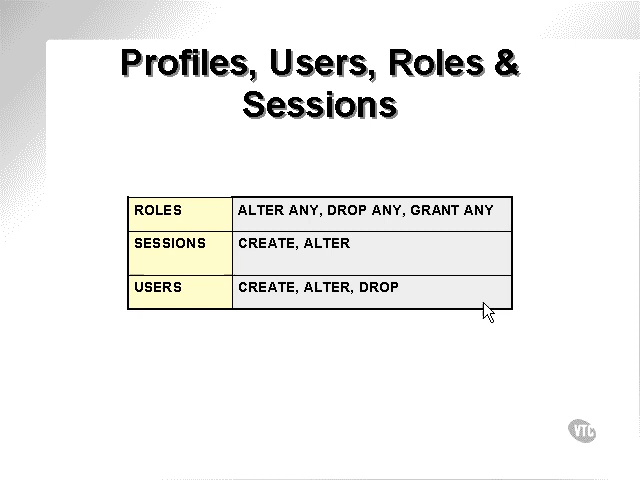 Profiles, Users, Roles &
Sessions
ROLES ALTER ANY, DROP ANY, GRANT ANY
SESSIONS CREATE, ALTER
USERS CREATE, ALTER, DROP
VTC